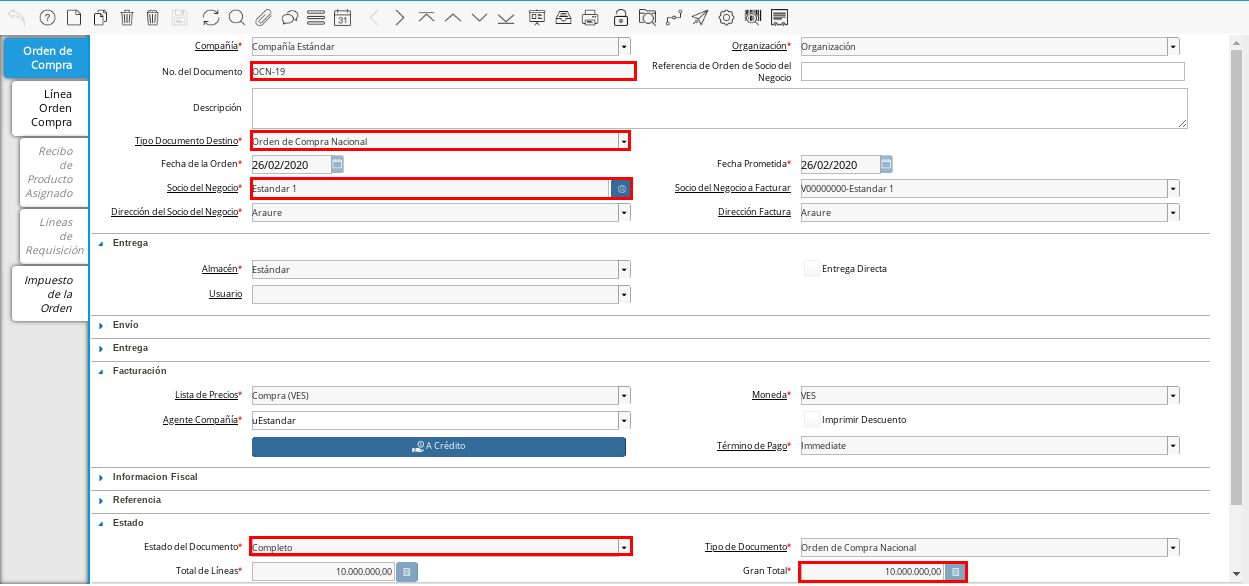 31
Orden de
Compra
Línea
Orden
Compra
Recibo
de
Producto
Asignado
Líneas
de
Requisición
Impuesto
de la
Orden
Compañía* Compañía Estándar Organización* Organización
No. del Documento OCN-19 Referencia de Orden de Socio del
Negocio
Descripción
Tipo Documento Destino* Orden de Compra Nacional
Fecha de la Orden* 26/02/2020 Fecha Prometida* 26/02/2020
Socio del Negocio* Estandar 1 Socio del Negocio a Facturar V00000000-Estandar 1
Dirección del Socio del Negocio* Araure Dirección Factura Araure
Entrega
Almacén* Estándar Entrega Directa
Usuario
Envío
Entrega
Facturación
Lista de Precios* Compra (VES) Moneda* VES
Agente Compañía* uEstandar Imprimir Descuento
A Crédito Término de Pago* Immediate
Informacion Fiscal
Referencia
Estado
Estado del Documento* Completo Tipo de Documento* Orden de Compra Nacional
Total de Líneas* 10.000.000,00 Gran Total* 10.000.000,00